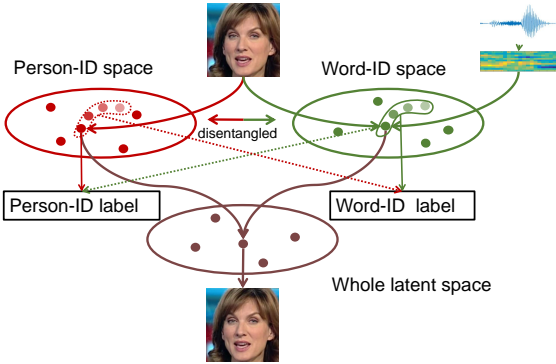 Person-ID space
Word-ID space
disentangled
Person-ID label
Word-ID label
Whole latent space